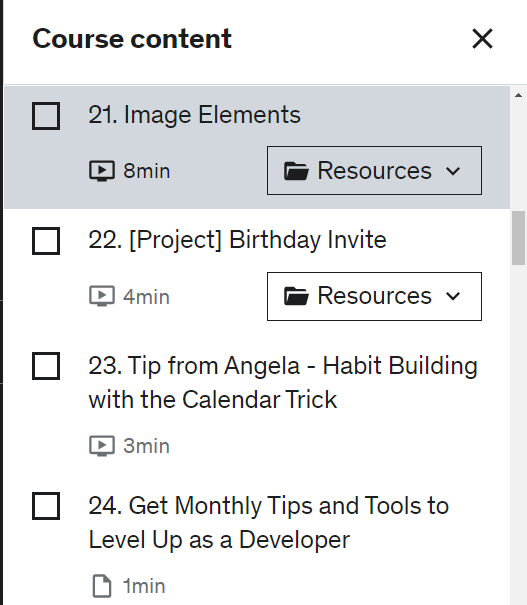 Course content
21. Image Elements
8min
Resources
22. [Project] Birthday Invite
4min
Resources
23. Tip from Angela - Habit Building
with the Calendar Trick
3min
24. Get Monthly Tips and Tools to
Level Up as a Developer
1min